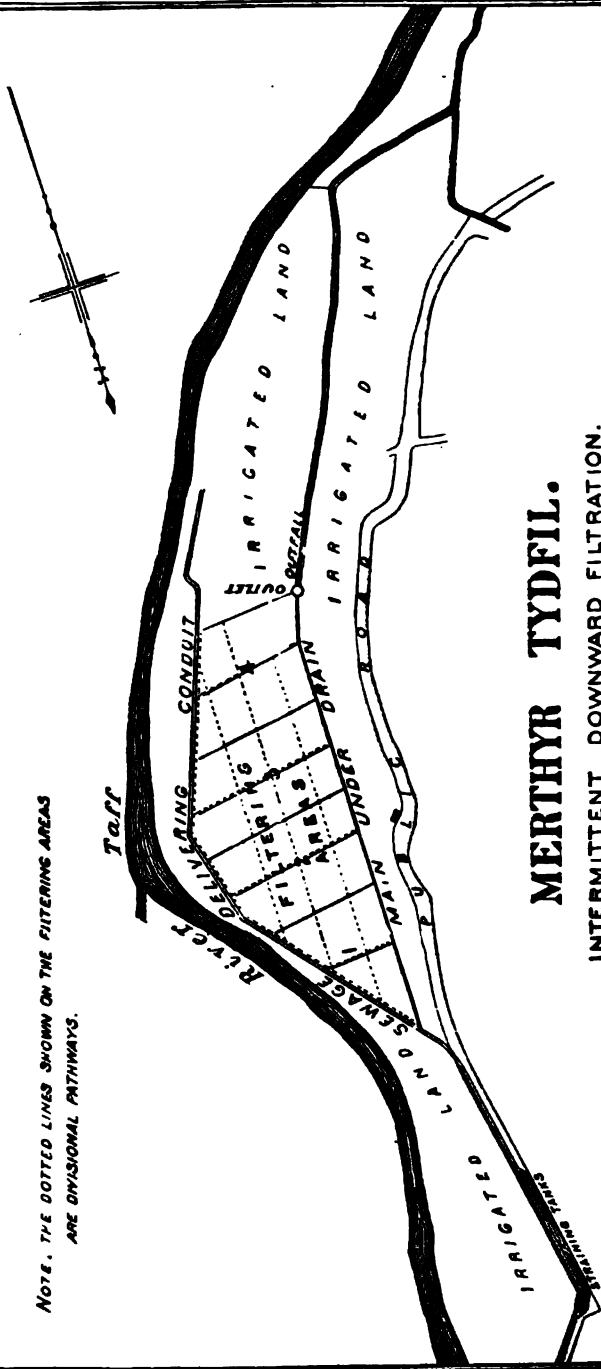 NOTE. THE DOTTED LINES SHOWN ON THE FILTERING AREAS
ARE DIVISIONAL PATHWAYS.
River Taff
SEWAGE DELIVERING CONDUIT
IRRIGATED LAND
IRRIGATED LAND
IRRIGATED LAND
FILTERING
AREAS
OUTLET
OUTFALL
MAIN UNDER DRAIN
PUBLIC ROAD
STRAINING TANKS
MERTHYR TYDFIL.
INTERMITTENT DOWNWARD FILTRATION.